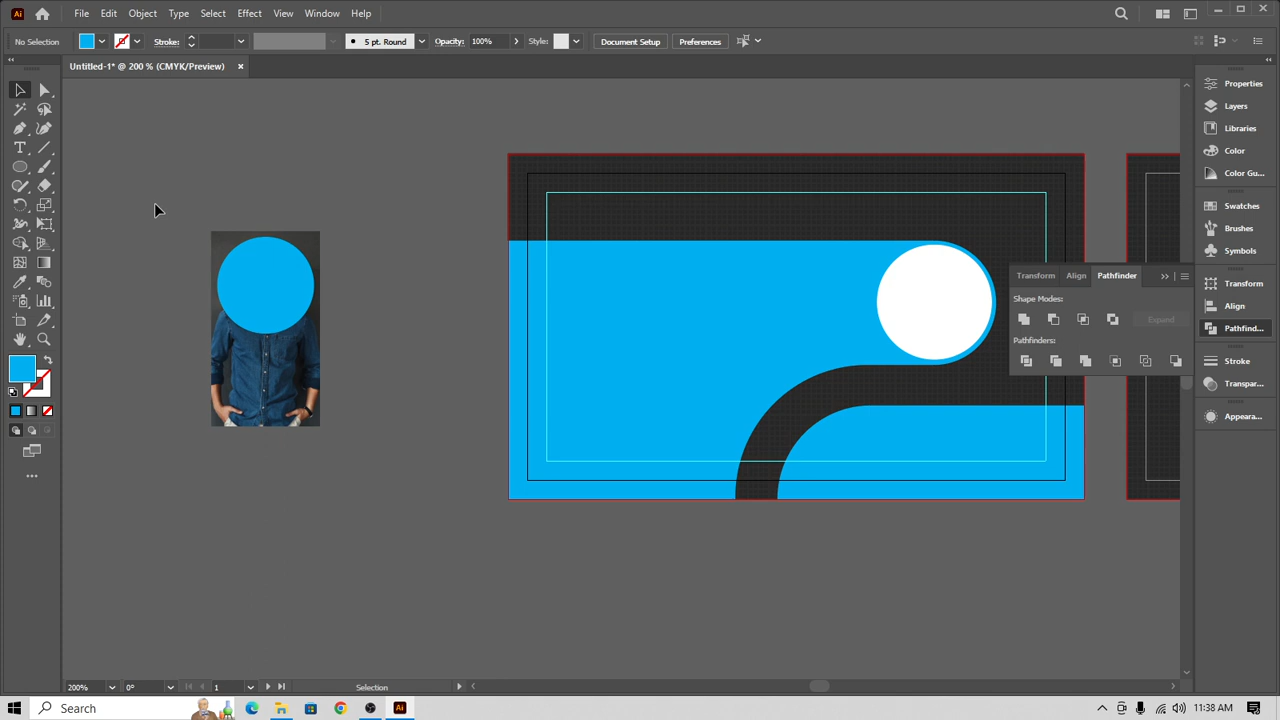 Ai File Edit Object Type Select Effect View Window Help
No Selection Stroke: 5 pt. Round Opacity: 100% Style: Document Setup Preferences
Untitled-1* @ 200 % (CMYK/Preview) ×
Properties
Layers
Libraries
Color
Color Gu...
Swatches
Brushes
Symbols
Transform
Align
Pathfind...
Stroke
Transpar...
Appeara...
Transform Align Pathfinder
Shape Modes:
Expand
Pathfinders:
200% 0° 1 Selection
Search Ai 11:38 AM